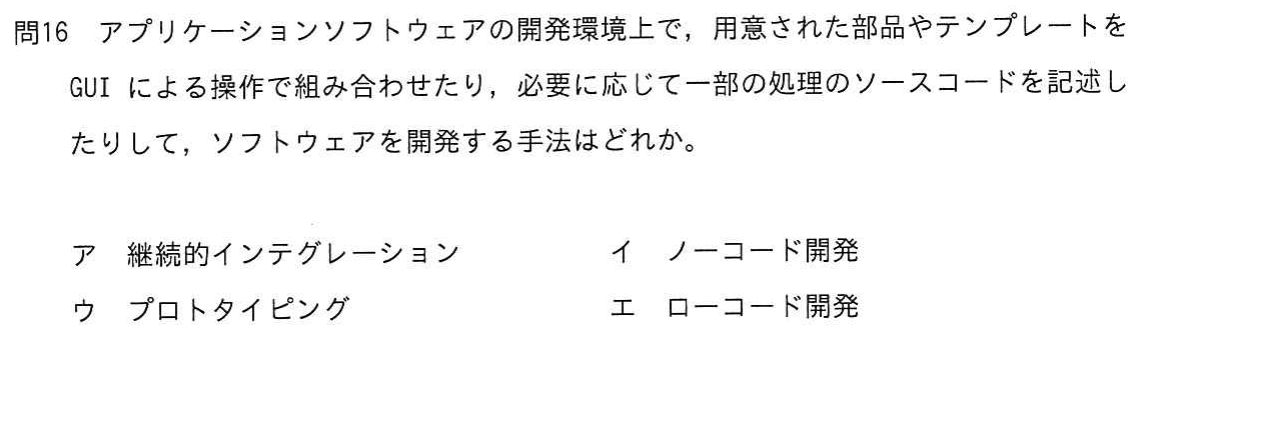 問16　アプリケーションソフトウェアの開発環境上で，用意された部品やテンプレートを
GUI による操作で組み合わせたり，必要に応じて一部の処理のソースコードを記述し
たりして，ソフトウェアを開発する手法はどれか。
ア　継続的インテグレーション　イ　ノーコード開発
ウ　プロトタイピング　エ　ローコード開発